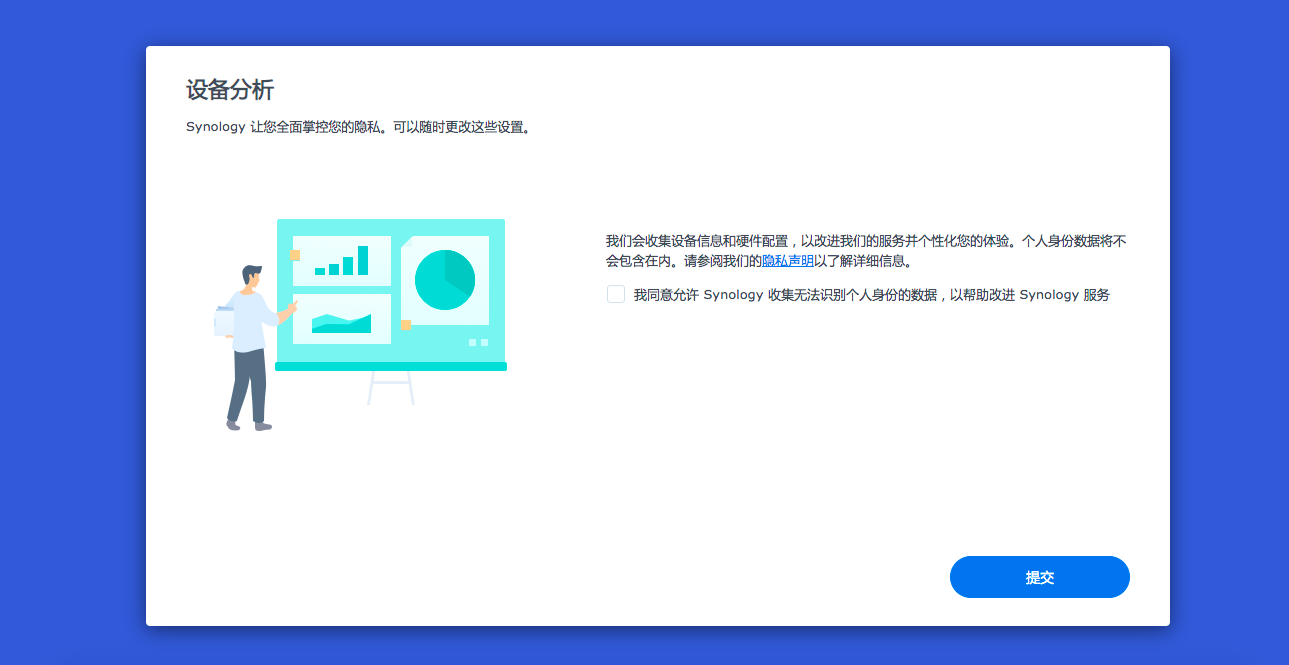 设备分析
Synology 让您全面掌控您的隐私。可以随时更改这些设置。
我们会收集设备信息和硬件配置，以改进我们的服务并个性化您的体验。个人身份数据将不
会包含在内。请参阅我们的隐私声明以了解详细信息。
我同意允许 Synology 收集无法识别个人身份的数据，以帮助改进 Synology 服务
提交